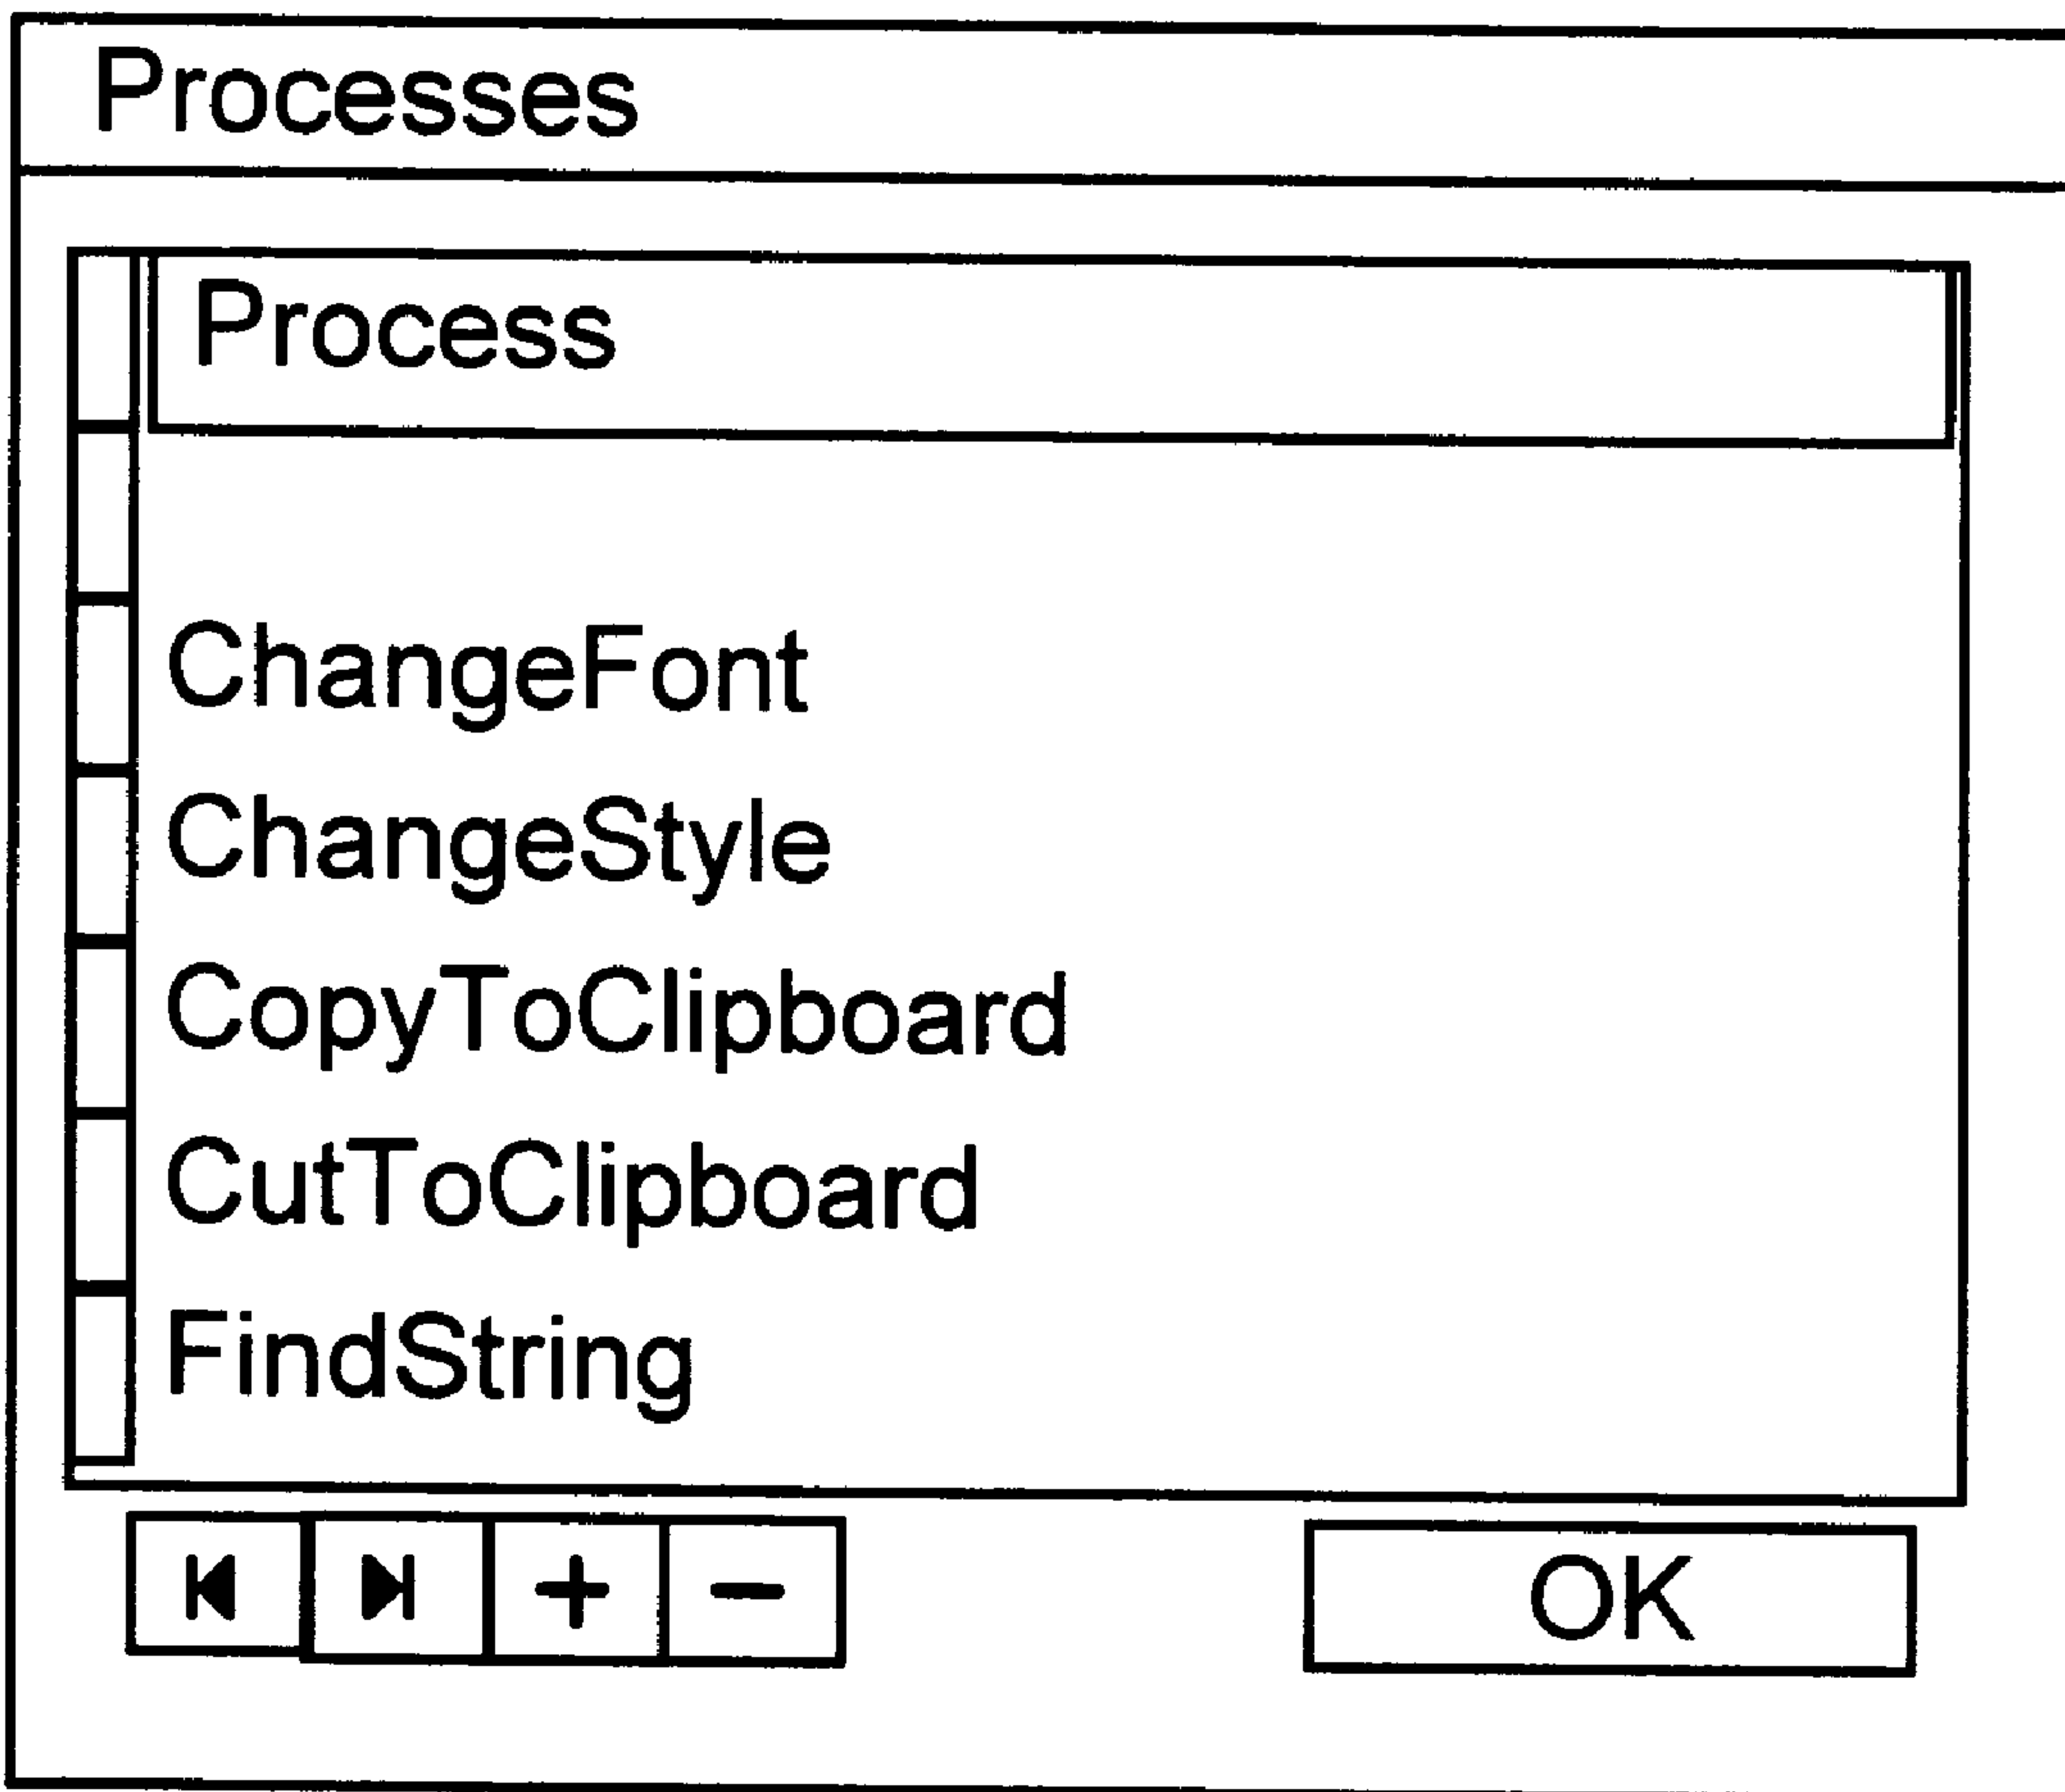 Processes
Process
ChangeFont
ChangeStyle
CopyToClipboard
CutToClipboard
FindString
+ −
OK